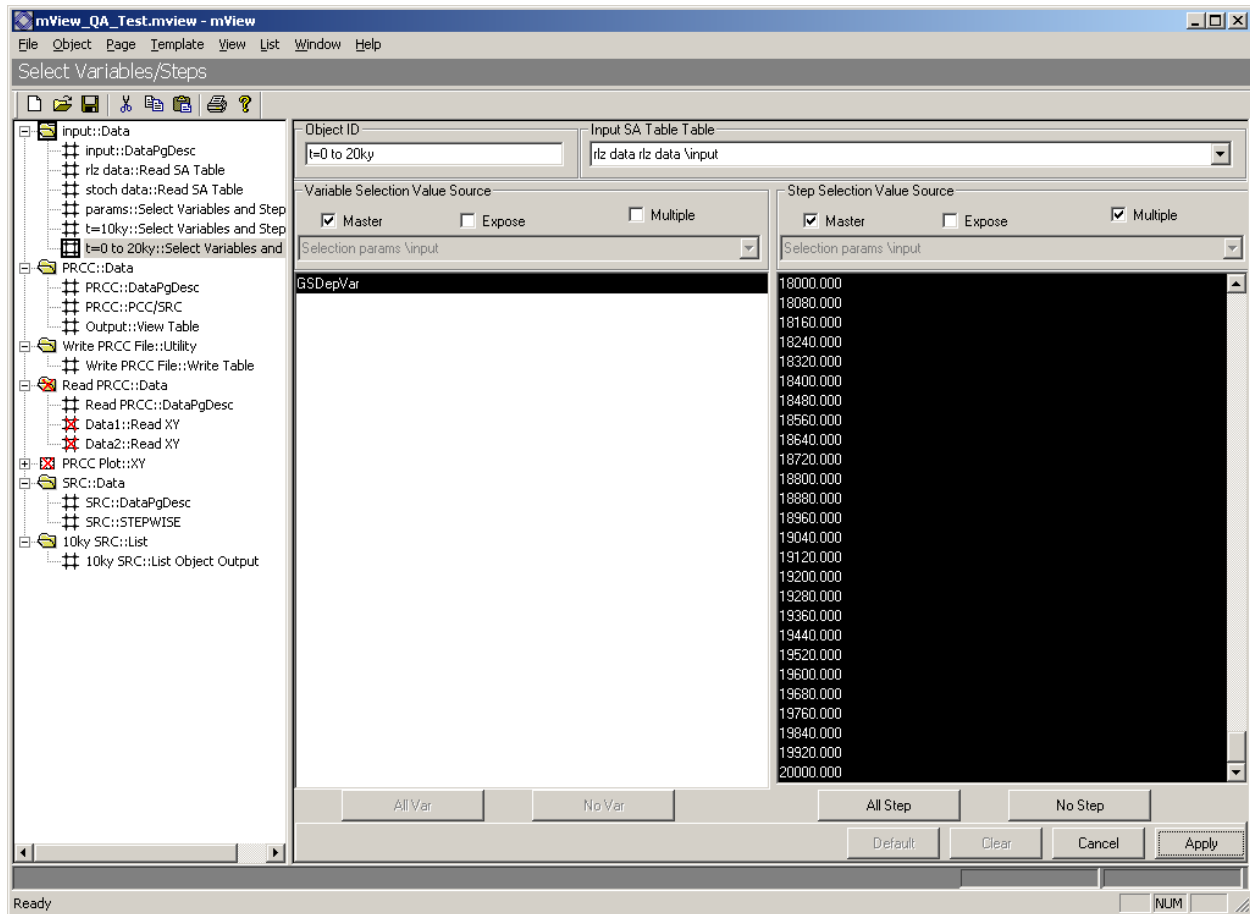 mView_QA_Test.mview - mView
File Object Page Template View List Window Help
Select Variables/Steps
input::Data
input::DataPgDesc
rlz data::Read SA Table
stoch data::Read SA Table
params::Select Variables and Step
t=10ky::Select Variables and Step
t=0 to 20ky::Select Variables and
PRCC::Data
PRCC::DataPgDesc
PRCC::PCC/SRC
Output::View Table
Write PRCC File::Utility
Write PRCC File::Write Table
Read PRCC::Data
Read PRCC::DataPgDesc
Data1::Read XY
Data2::Read XY
PRCC Plot::XY
SRC::Data
SRC::DataPgDesc
SRC::STEPWISE
10ky SRC::List
10ky SRC::List Object Output
Object ID
t=0 to 20ky
Input SA Table Table
rlz data rlz data \input
Variable Selection Value Source
Master Expose Multiple
Selection params \input
Step Selection Value Source
Master Expose Multiple
Selection params \input
GSDepVar
18000.000
18080.000
18160.000
18240.000
18320.000
18400.000
18480.000
18560.000
18640.000
18720.000
18800.000
18880.000
18960.000
19040.000
19120.000
19200.000
19280.000
19360.000
19440.000
19520.000
19600.000
19680.000
19760.000
19840.000
19920.000
20000.000
All Var No Var All Step No Step
Default Clear Cancel Apply
Ready NUM